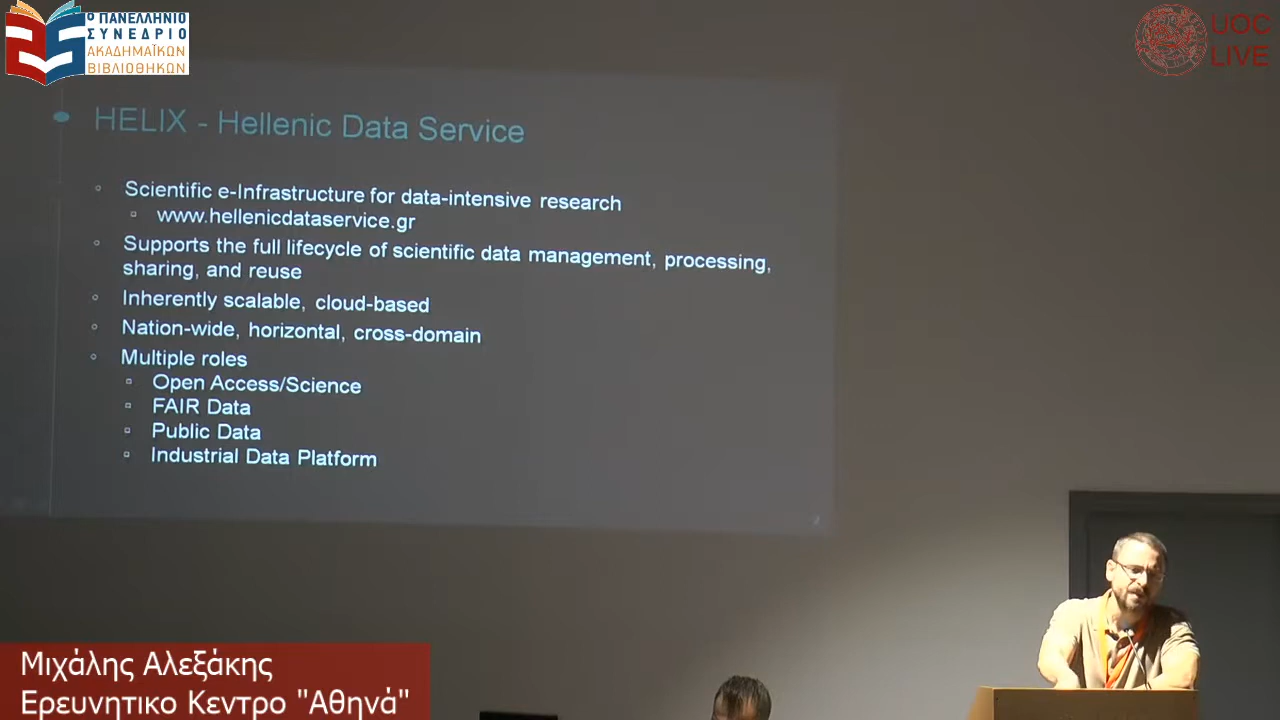 ο ΠΑΝΕΛΛΗΝΙΟ
ΣΥΝΕΔΡΙΟ
ΑΚΑΔΗΜΑΪΚΩΝ
ΒΙΒΛΙΟΘΗΚΩΝ
UOC
LIVE
HELIX - Hellenic Data Service
Scientific e-Infrastructure for data-intensive research
www.hellenicdataservice.gr
Supports the full lifecycle of scientific data management, processing,
sharing, and reuse
Inherently scalable, cloud-based
Nation-wide, horizontal, cross-domain
Multiple roles
Open Access/Science
FAIR Data
Public Data
Industrial Data Platform
Μιχάλης Αλεξάκης
Ερευνητικο Κεντρο "Αθηνά"